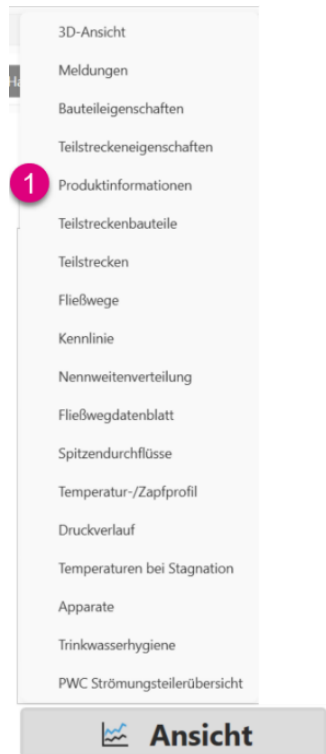 3D-Ansicht
Meldungen
Bauteileigenschaften
Teilstreckeneigenschaften
1 Produktinformationen
Teilstreckenbauteile
Teilstrecken
Fließwege
Kennlinie
Nennweitenverteilung
Fließwegdatenblatt
Spitzendurchflüsse
Temperatur-/Zapfprofil
Druckverlauf
Temperaturen bei Stagnation
Apparate
Trinkwasserhygiene
PWC Strömungsteilerübersicht
Ansicht